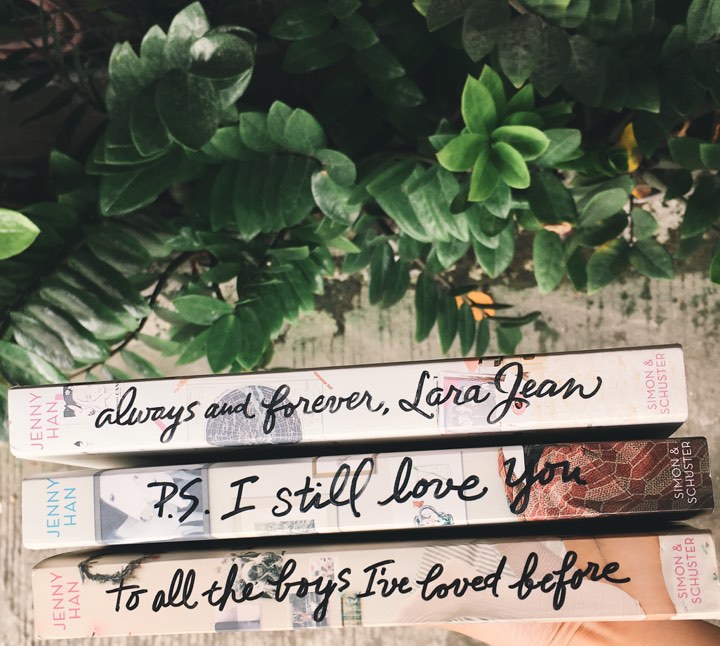 JENNY
HAN
always and forever, Lara Jean
SIMON &
SCHUSTER
JENNY
HAN
P.S. I still love you
SIMON &
SCHUSTER
JENNY
HAN
to all the boys I've loved before
SIMON &
SCHUSTER